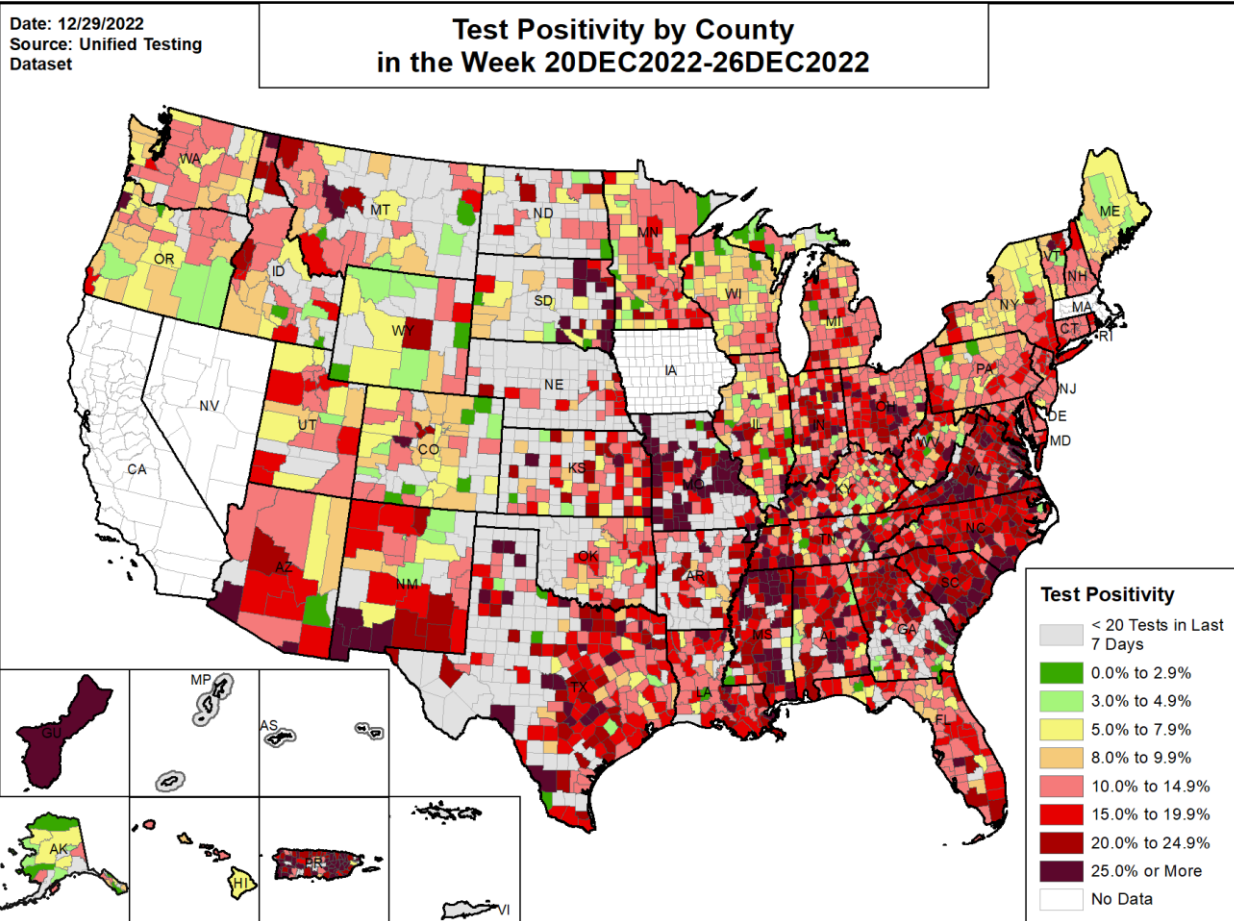 Date: 12/29/2022
Source: Unified Testing
Dataset
Test Positivity by County
in the Week 20DEC2022-26DEC2022
WA
MT
ND
MN
ME
OR
ID
SD
WI
VT
NH
NY
MA
WY
MI
CT
RI
IA
PA
NE
NJ
NV
OH
DE
IL
IN
MD
UT
CO
WV
CA
KS
MO
VA
KY
NC
TN
OK
AZ
NM
AR
SC
MS
AL
GA
TX
LA
FL
Test Positivity
< 20 Tests in Last
7 Days
0.0% to 2.9%
3.0% to 4.9%
5.0% to 7.9%
8.0% to 9.9%
10.0% to 14.9%
15.0% to 19.9%
20.0% to 24.9%
25.0% or More
No Data
GU
MP
AS
AK
HI
PR
VI